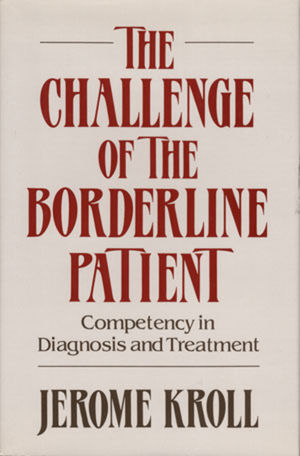 THE
CHALLENGE
OF THE
BORDERLINE
PATIENT
Competency in
Diagnosis and Treatment
JEROME KROLL